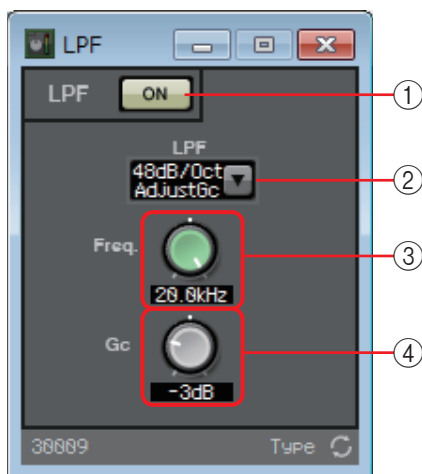 LPF
LPF ON
①
LPF
48dB/Oct
AdjustGc
②
Freq.
③
20.0kHz
Gc
④
-3dB
30009 Type